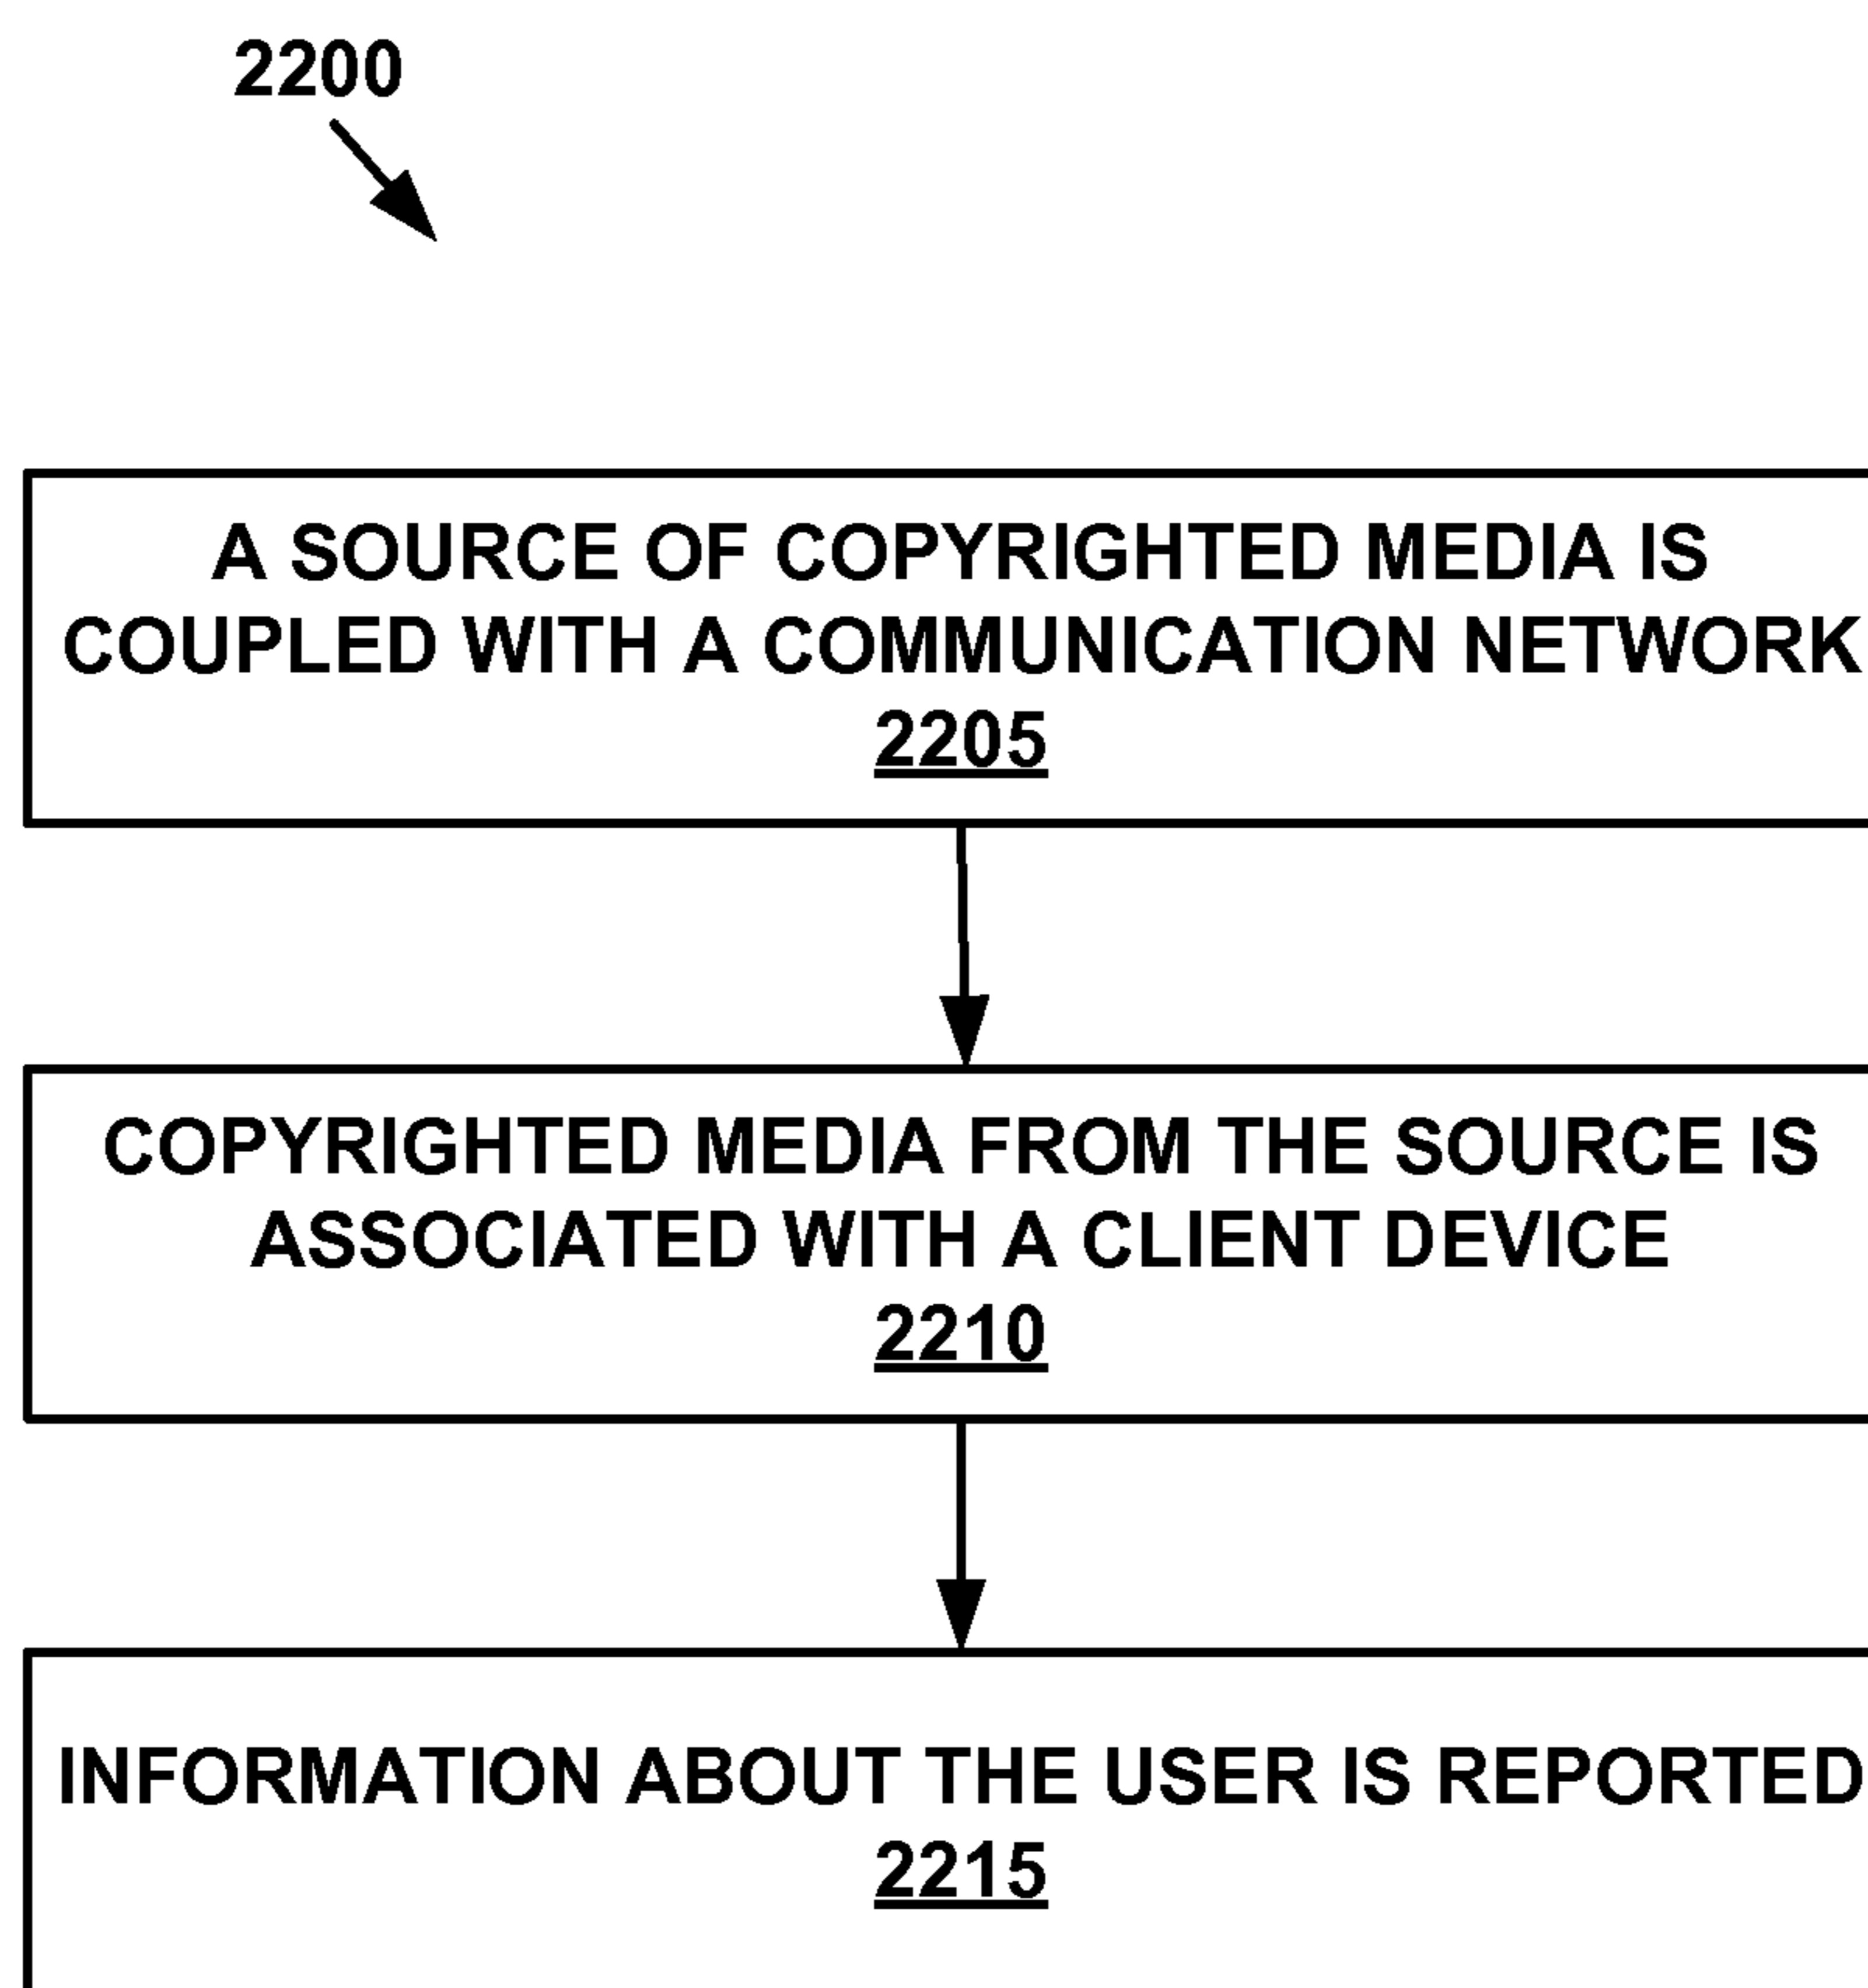 2200
A SOURCE OF COPYRIGHTED MEDIA IS
COUPLED WITH A COMMUNICATION NETWORK
2205
COPYRIGHTED MEDIA FROM THE SOURCE IS
ASSOCIATED WITH A CLIENT DEVICE
2210
INFORMATION ABOUT THE USER IS REPORTED
2215